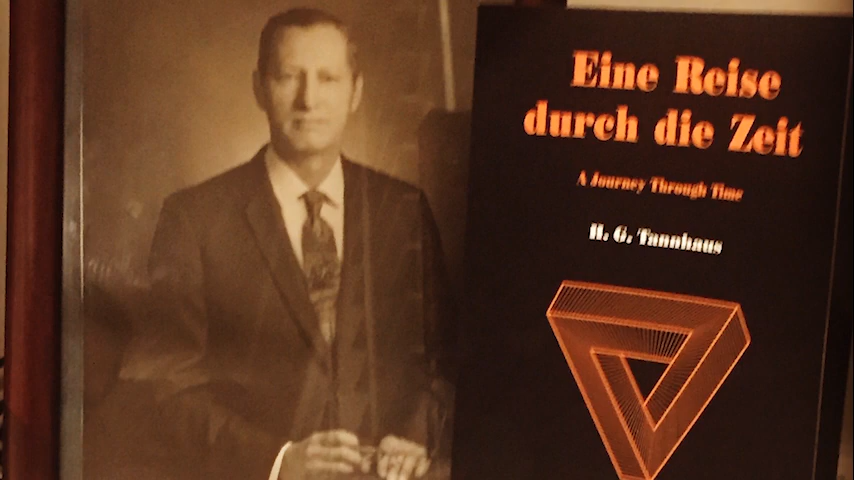 Eine Reise
durch die Zeit
A Journey Through Time
H. G. Tannhaus